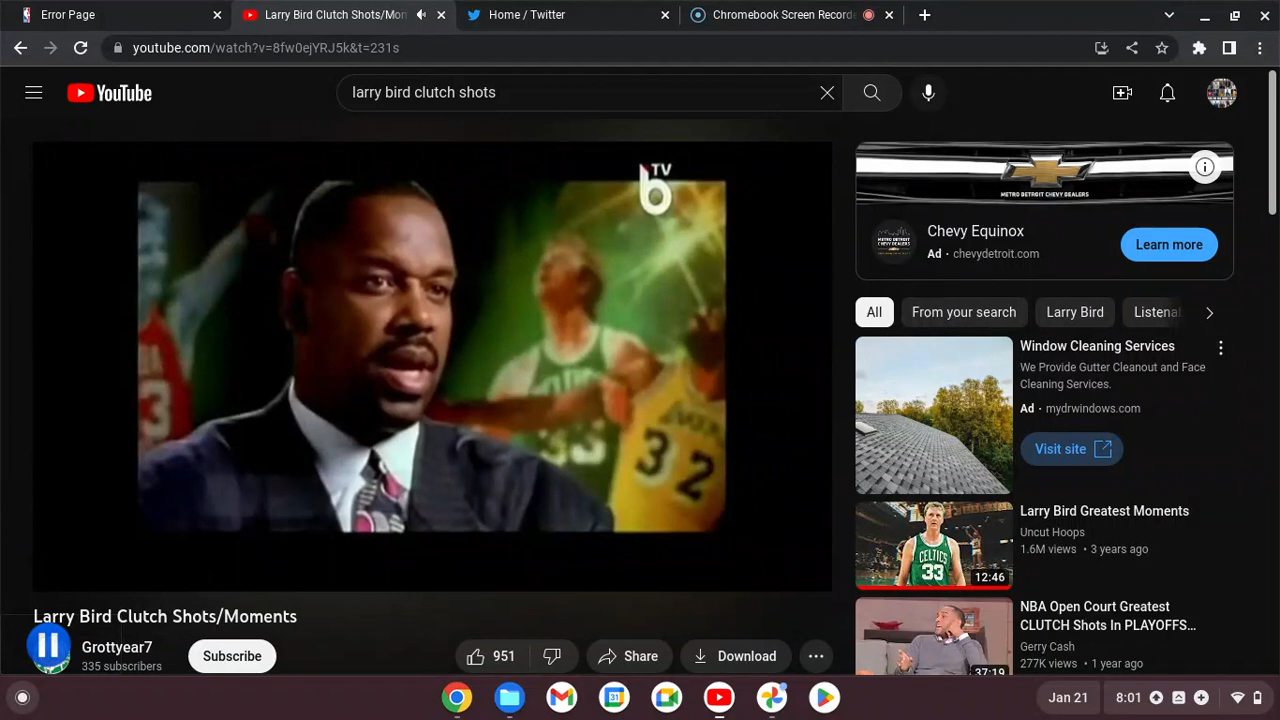 Error Page
Larry Bird Clutch Shots/Mon
Home / Twitter
Chromebook Screen Record
youtube.com/watch?v=8fw0ejYRJ5k&t=231s
YouTube
larry bird clutch shots
TV
b
33
32
METRO DETROIT CHEVY DEALERS
Chevy Equinox
Ad · chevydetroit.com
Learn more
All
From your search
Larry Bird
Listena
Window Cleaning Services
We Provide Gutter Cleanout and Face
Cleaning Services.
Ad · mydrwindows.com
Visit site
CELTICS
33
12:46
Larry Bird Greatest Moments
Uncut Hoops
1.6M views • 3 years ago
37:19
NBA Open Court Greatest
CLUTCH Shots In PLAYOFFS...
Gerry Cash
277K views • 1 year ago
Larry Bird Clutch Shots/Moments
Grottyear7
335 subscribers
Subscribe
951
Share
Download
31
Jan 21
8:01